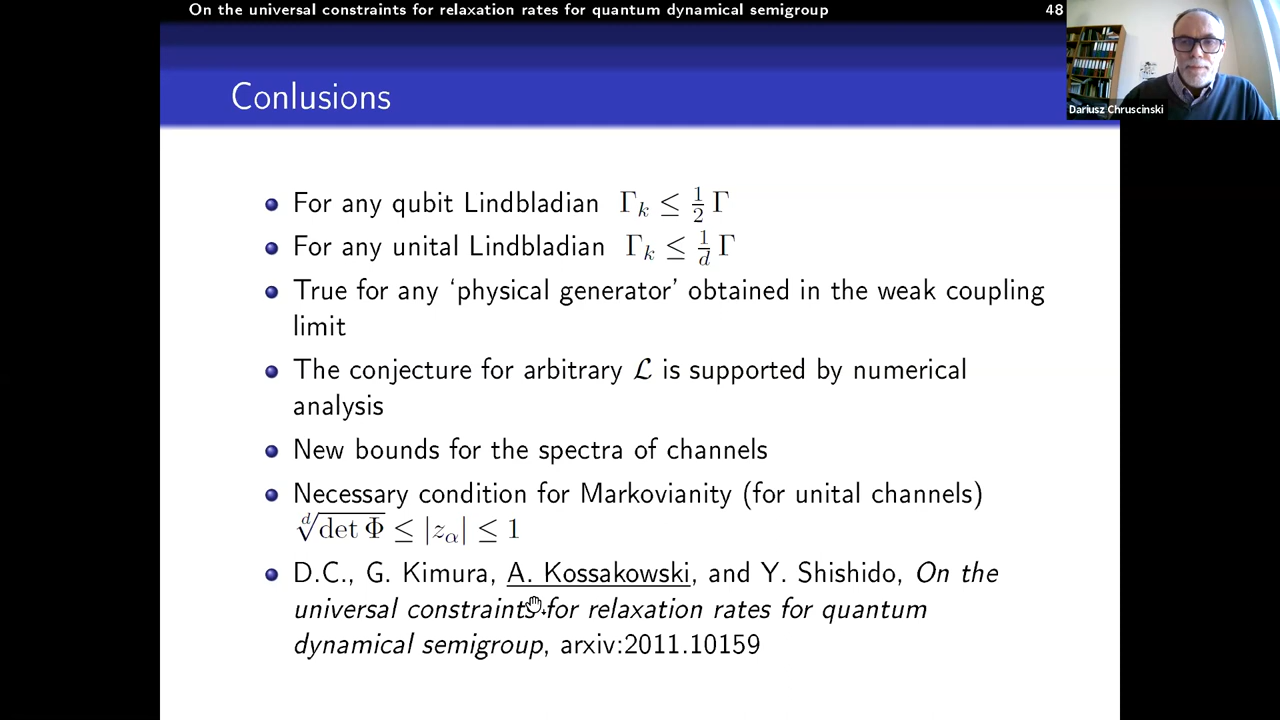 On the universal constraints for relaxation rates for quantum dynamical semigroup 48
Dariusz Chruscinski
Conlusions
For any qubit Lindbladian Γₖ ≤ 1/2 Γ
For any unital Lindbladian Γₖ ≤ 1/d Γ
True for any ‘physical generator’ obtained in the weak coupling
limit
The conjecture for arbitrary ℒ is supported by numerical
analysis
New bounds for the spectra of channels
Necessary condition for Markovianity (for unital channels)
ᵈ√det Φ ≤ |z_α| ≤ 1
D.C., G. Kimura, A. Kossakowski, and Y. Shishido, On the
universal constraints for relaxation rates for quantum
dynamical semigroup, arxiv:2011.10159